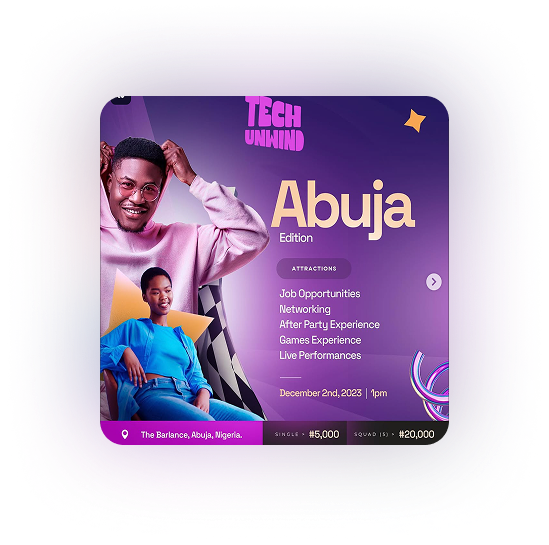 TECH
UNWIND
Abuja
Edition
ATTRACTIONS
Job Opportunities
Networking
After Party Experience
Games Experience
Live Performances
December 2nd, 2023 | 1pm
The Barlance, Abuja, Nigeria.
SINGLE • #5,000
SQUAD (5) • #20,000